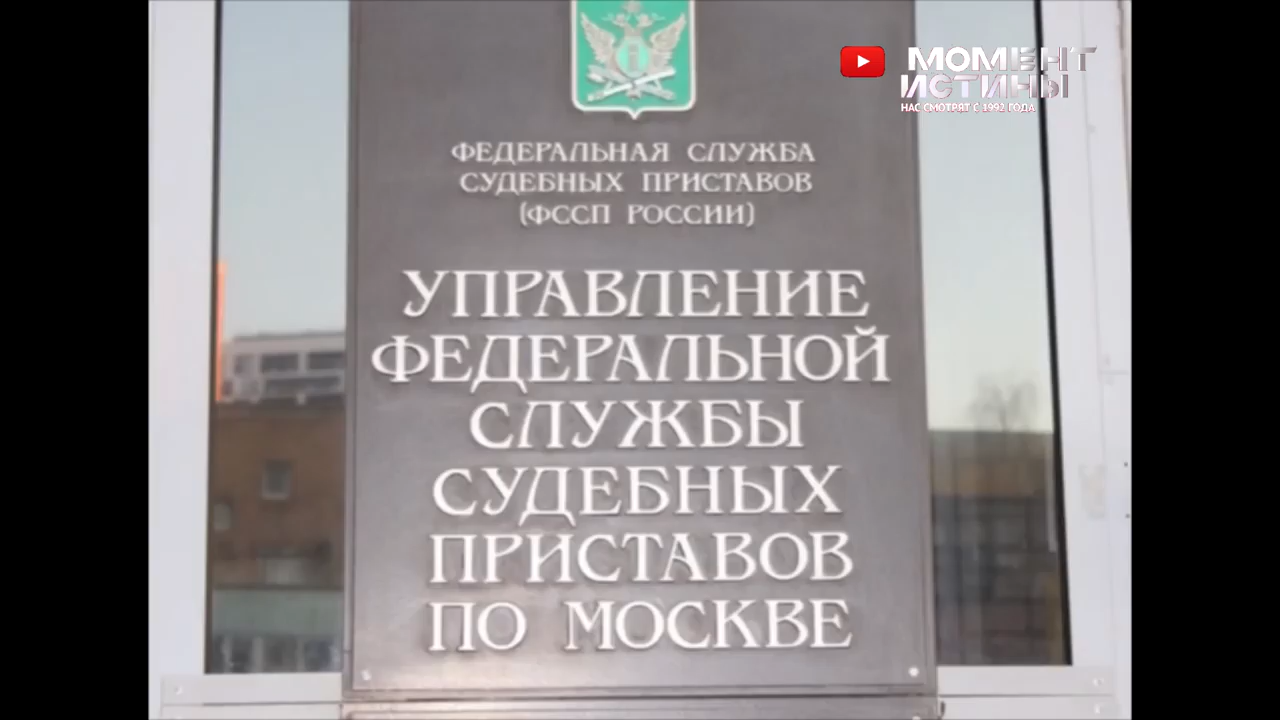 МОМЕНТ
ИСТИНЫ
НАС СМОТРЯТ С 1992 ГОДА
ФЕДЕРАЛЬНАЯ СЛУЖБА
СУДЕБНЫХ ПРИСТАВОВ
(ФССП РОССИИ)
УПРАВЛЕНИЕ
ФЕДЕРАЛЬНОЙ
СЛУЖБЫ
СУДЕБНЫХ
ПРИСТАВОВ
ПО МОСКВЕ